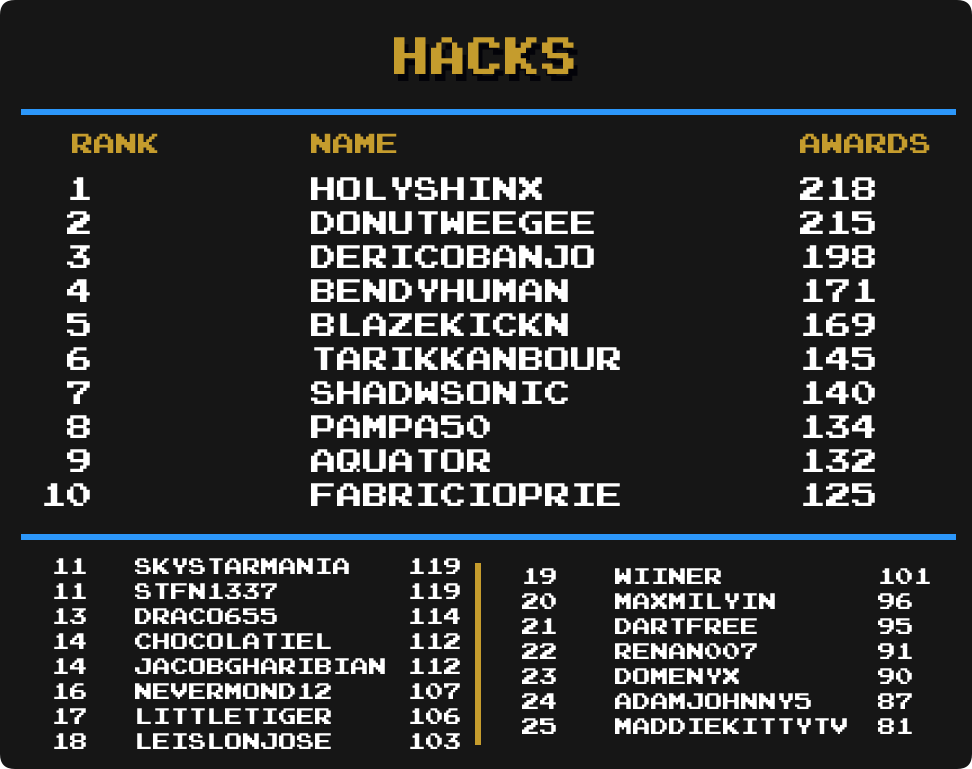 HACKS
RANK NAME AWARDS
1 HOLYSHINX 218
2 DONUTWEEGEE 215
3 DERICOBANJO 198
4 BENDYHUMAN 171
5 BLAZEKICKN 169
6 TARIKKANBOUR 145
7 SHADWSONIC 140
8 PAMPA50 134
9 AQUATOR 132
10 FABRICIOPRIE 125
11 SKYSTARMANIA 119
11 STFN1337 119
13 DRACO655 114
14 CHOCOLATIEL 112
14 JACOBGHARIBIAN 112
16 NEVERMOND12 107
17 LITTLETIGER 106
18 LEISLONJOSE 103
19 WIINER 101
20 MAXMILYIN 96
21 DARTFREE 95
22 RENAN007 91
23 DOMENYX 90
24 ADAMJOHNNY5 87
25 MADDIEKITTYTV 81